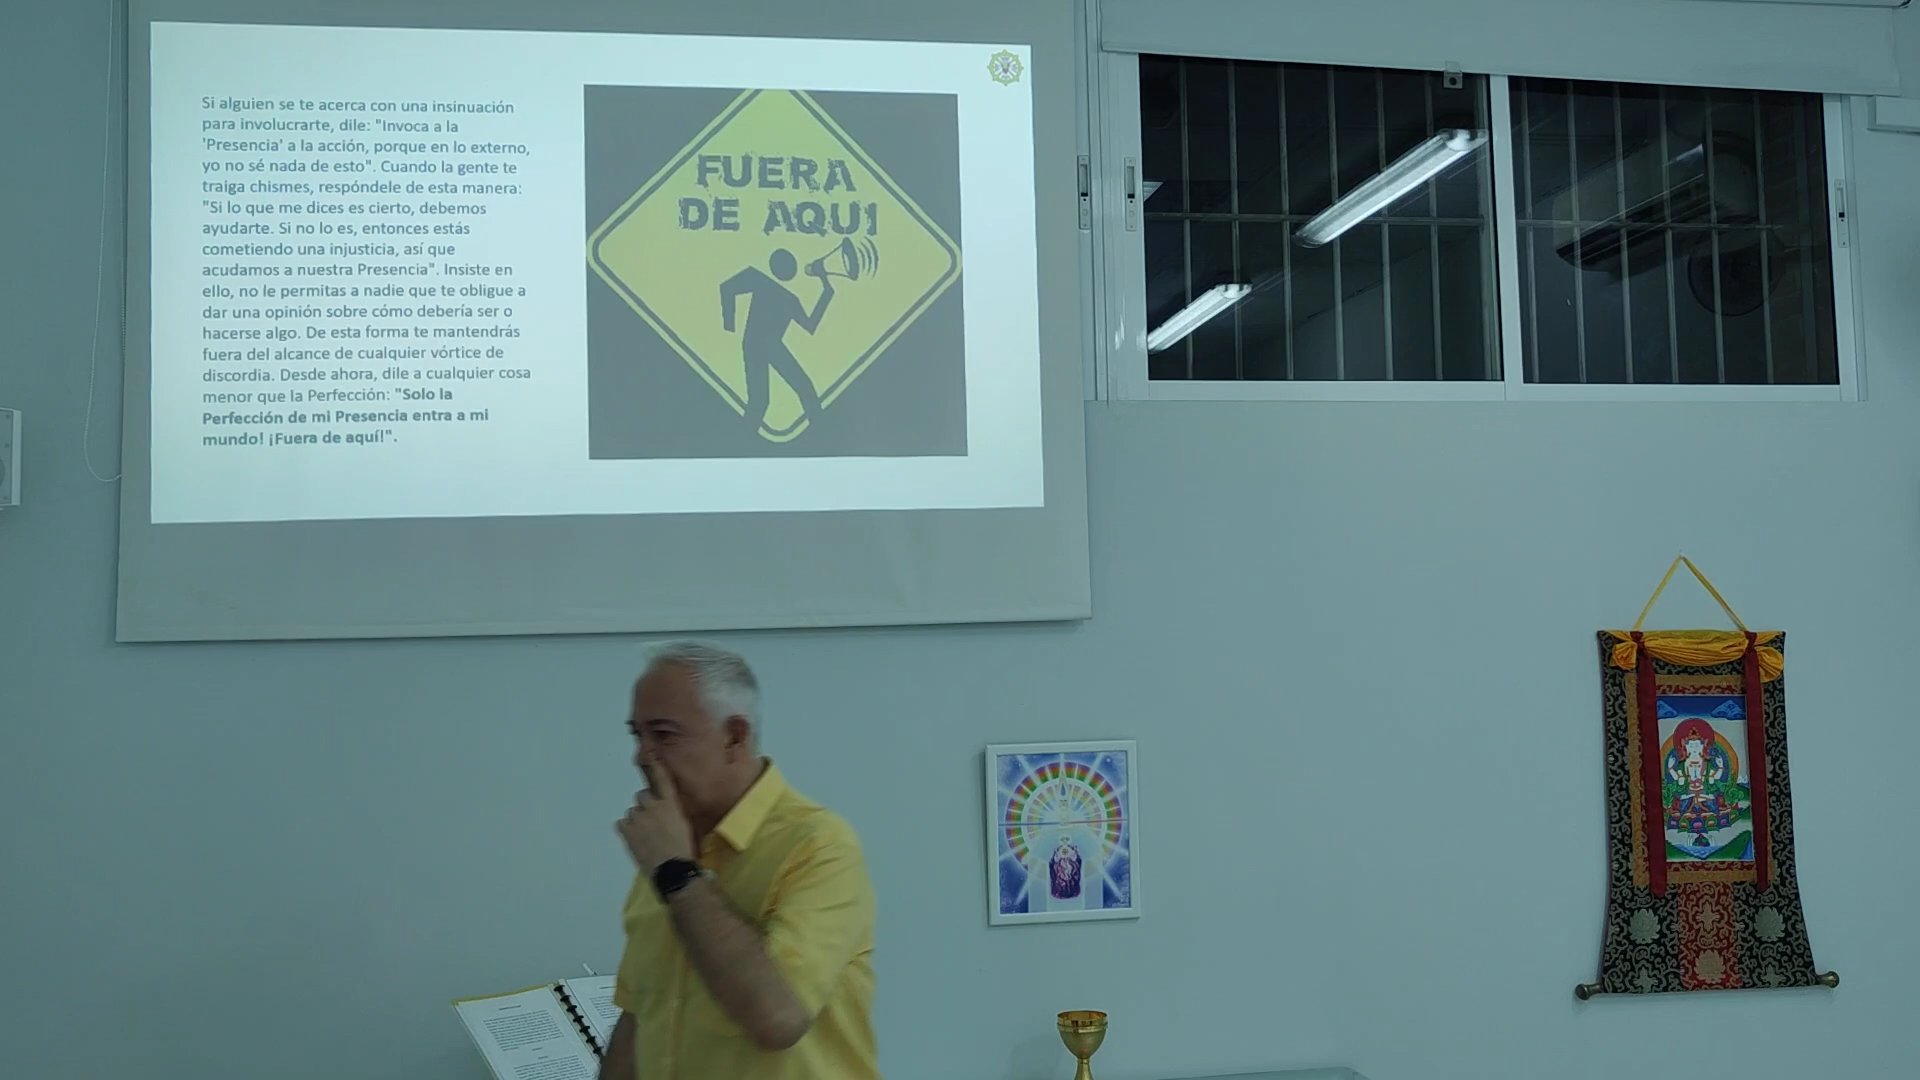 Si alguien se te acerca con una insinuación
para involucrarte, dile: "Invoca a la
'Presencia' a la acción, porque en lo externo,
yo no sé nada de esto". Cuando la gente te
traiga chismes, respóndele de esta manera:
"Si lo que me dices es cierto, debemos
ayudarte. Si no lo es, entonces estás
cometiendo una injusticia, así que
acudamos a nuestra Presencia". Insiste en
ello, no le permitas a nadie que te obligue a
dar una opinión sobre cómo debería ser o
hacerse algo. De esta forma te mantendrás
fuera del alcance de cualquier vórtice de
discordia. Desde ahora, dile a cualquier cosa
menor que la Perfección: "Solo la
Perfección de mi Presencia entra a mi
mundo! ¡Fuera de aquí!".
FUERA
DE AQUI